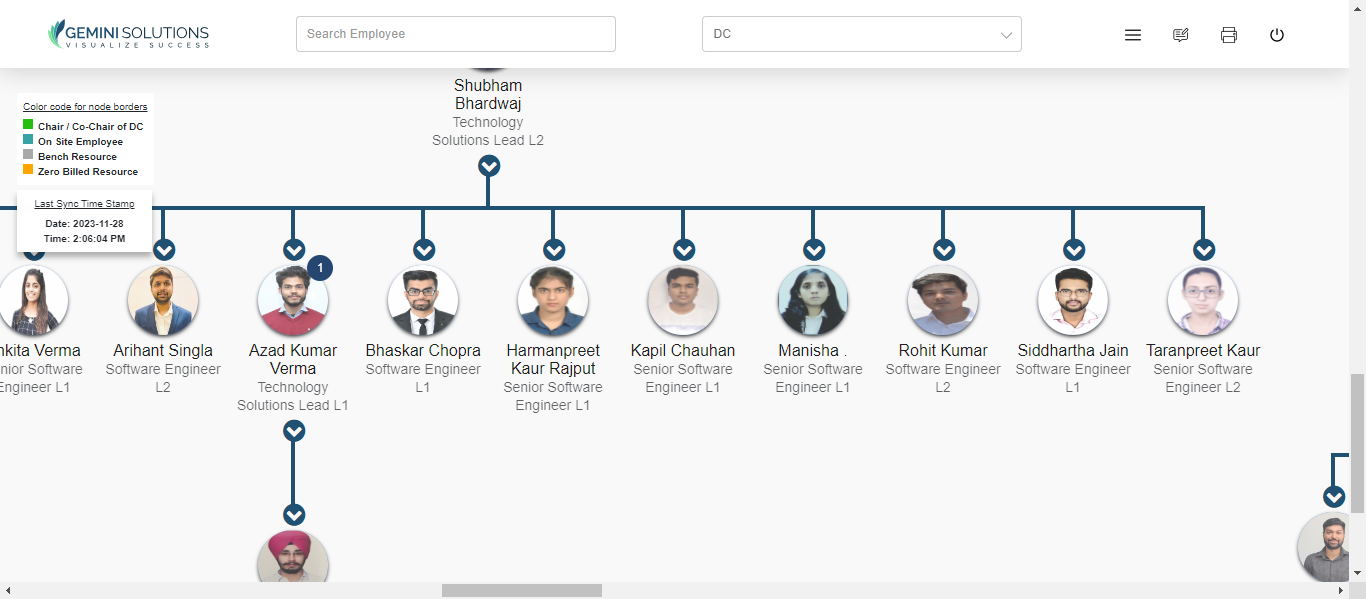 GEMINI SOLUTIONS
VISUALIZE SUCCESS
Search Employee
DC
Shubham
Bhardwaj
Technology
Solutions Lead L2
Color code for node borders
Chair / Co-Chair of DC
On Site Employee
Bench Resource
Zero Billed Resource
Last Sync Time Stamp
Date: 2023-11-28
Time: 2:06:04 PM
nkita Verma
enior Software
Engineer L1
Arihant Singla
Software Engineer
L2
1
Azad Kumar
Verma
Technology
Solutions Lead L1
Bhaskar Chopra
Software Engineer
L1
Harmanpreet
Kaur Rajput
Senior Software
Engineer L1
Kapil Chauhan
Senior Software
Engineer L1
Manisha .
Senior Software
Engineer L1
Rohit Kumar
Software Engineer
L2
Siddhartha Jain
Software Engineer
L1
Taranpreet Kaur
Senior Software
Engineer L2